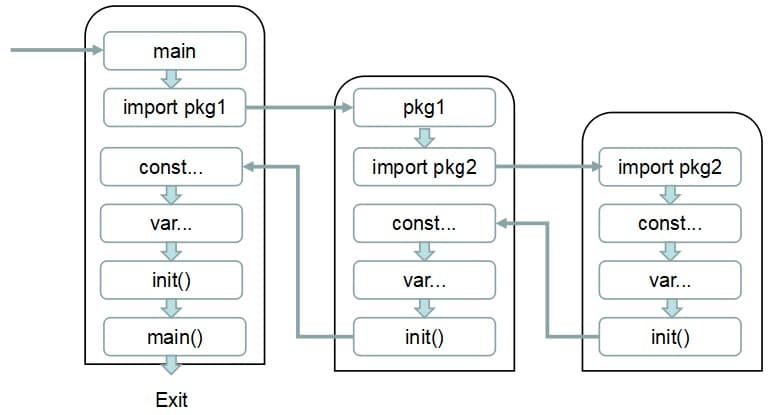 main
import pkg1
const...
var...
init()
main()
Exit
pkg1
import pkg2
const...
var...
init()
import pkg2
const...
var...
init()